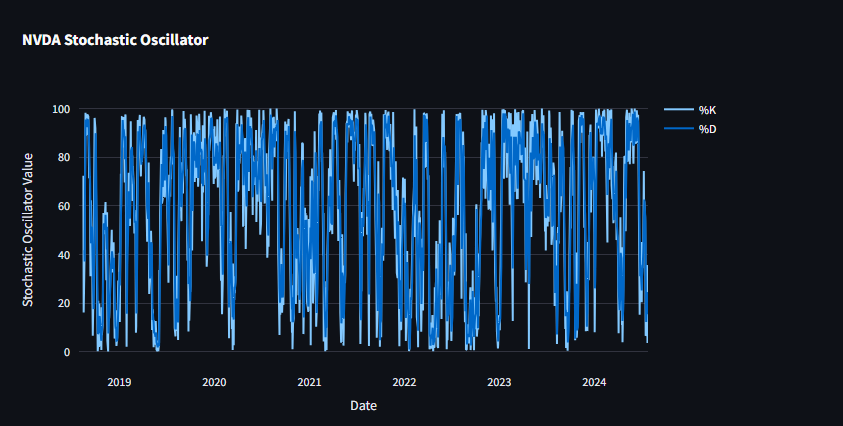 NVDA Stochastic Oscillator
100
80
60
40
20
0
Stochastic Oscillator Value
2019
2020
2021
2022
2023
2024
Date
%K
%D